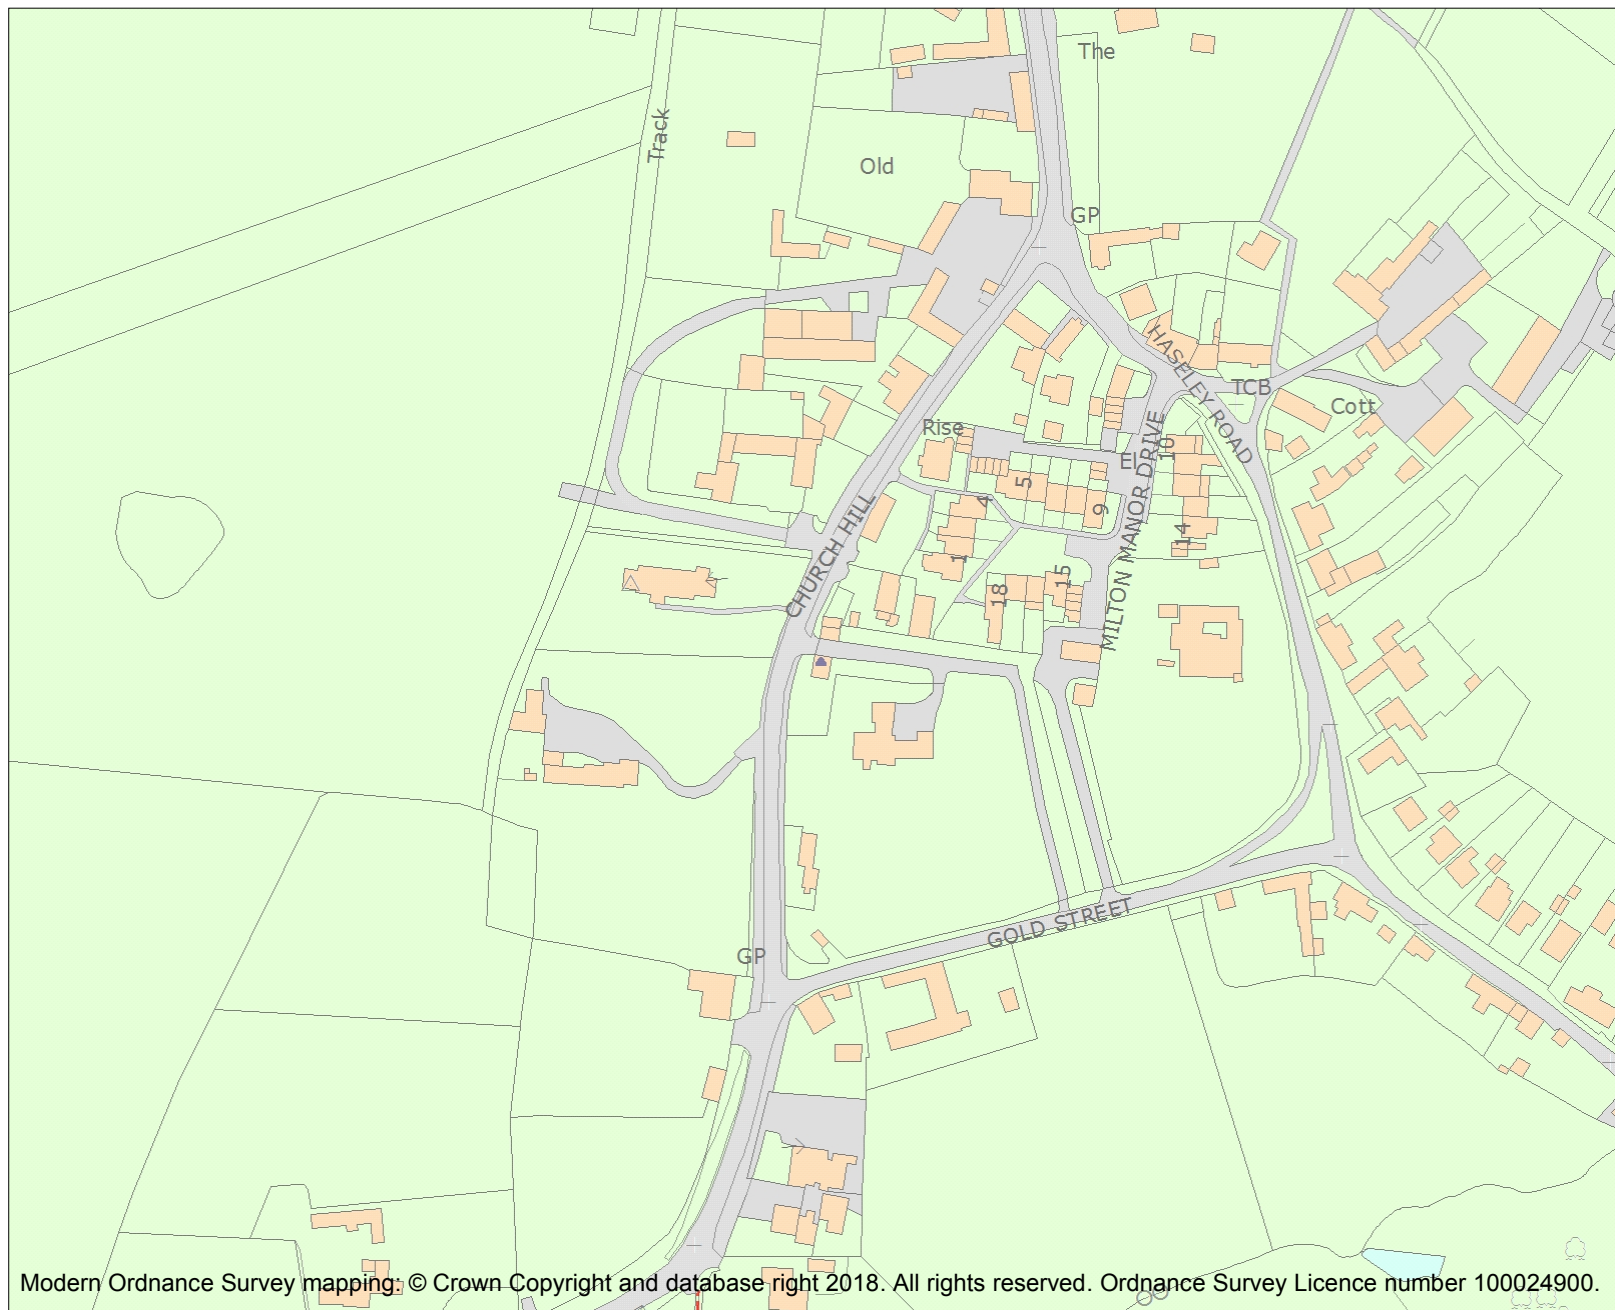 The
Track
Old
GP
HASELEY ROAD
TCB
Cott
Rise
10
El
MILTON MANOR DRIVE
5
4
9
CHURCH HILL
14
1
15
18
GOLD STREET
GP
Modern Ordnance Survey mapping: © Crown Copyright and database right 2018. All rights reserved. Ordnance Survey Licence number 100024900.